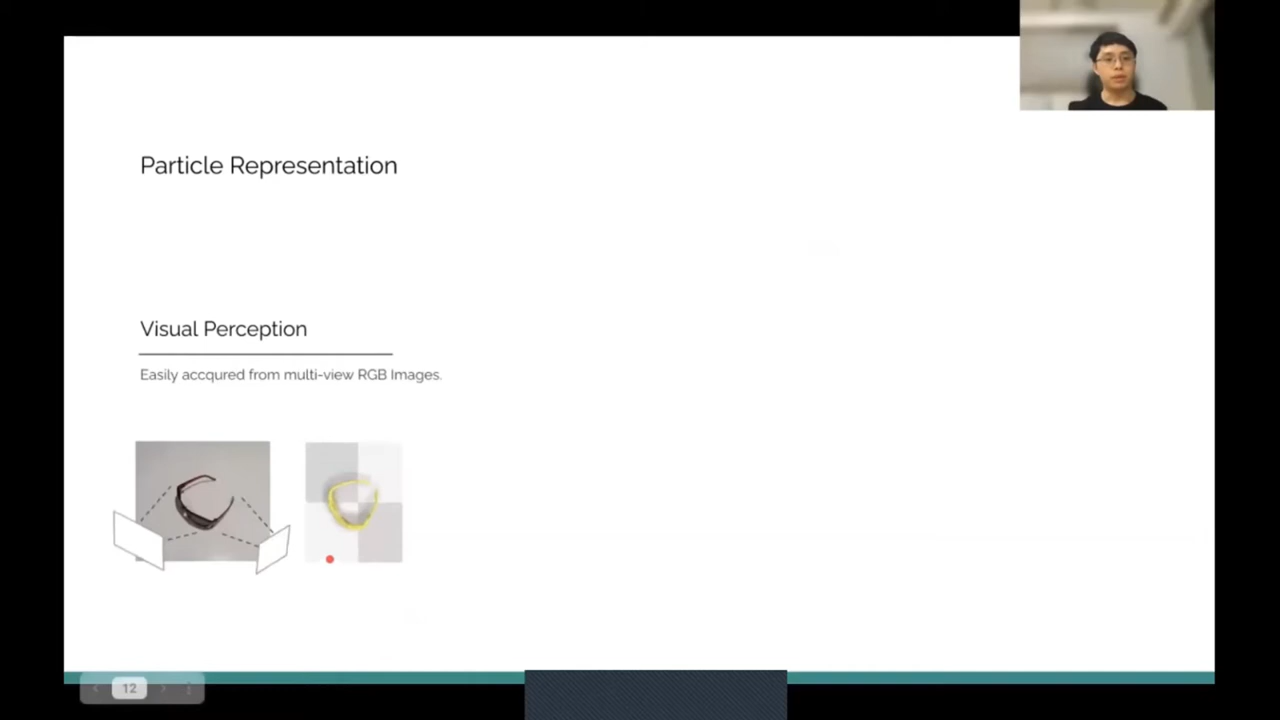 Particle Representation
Visual Perception
Easily accqured from multi-view RGB Images.
12